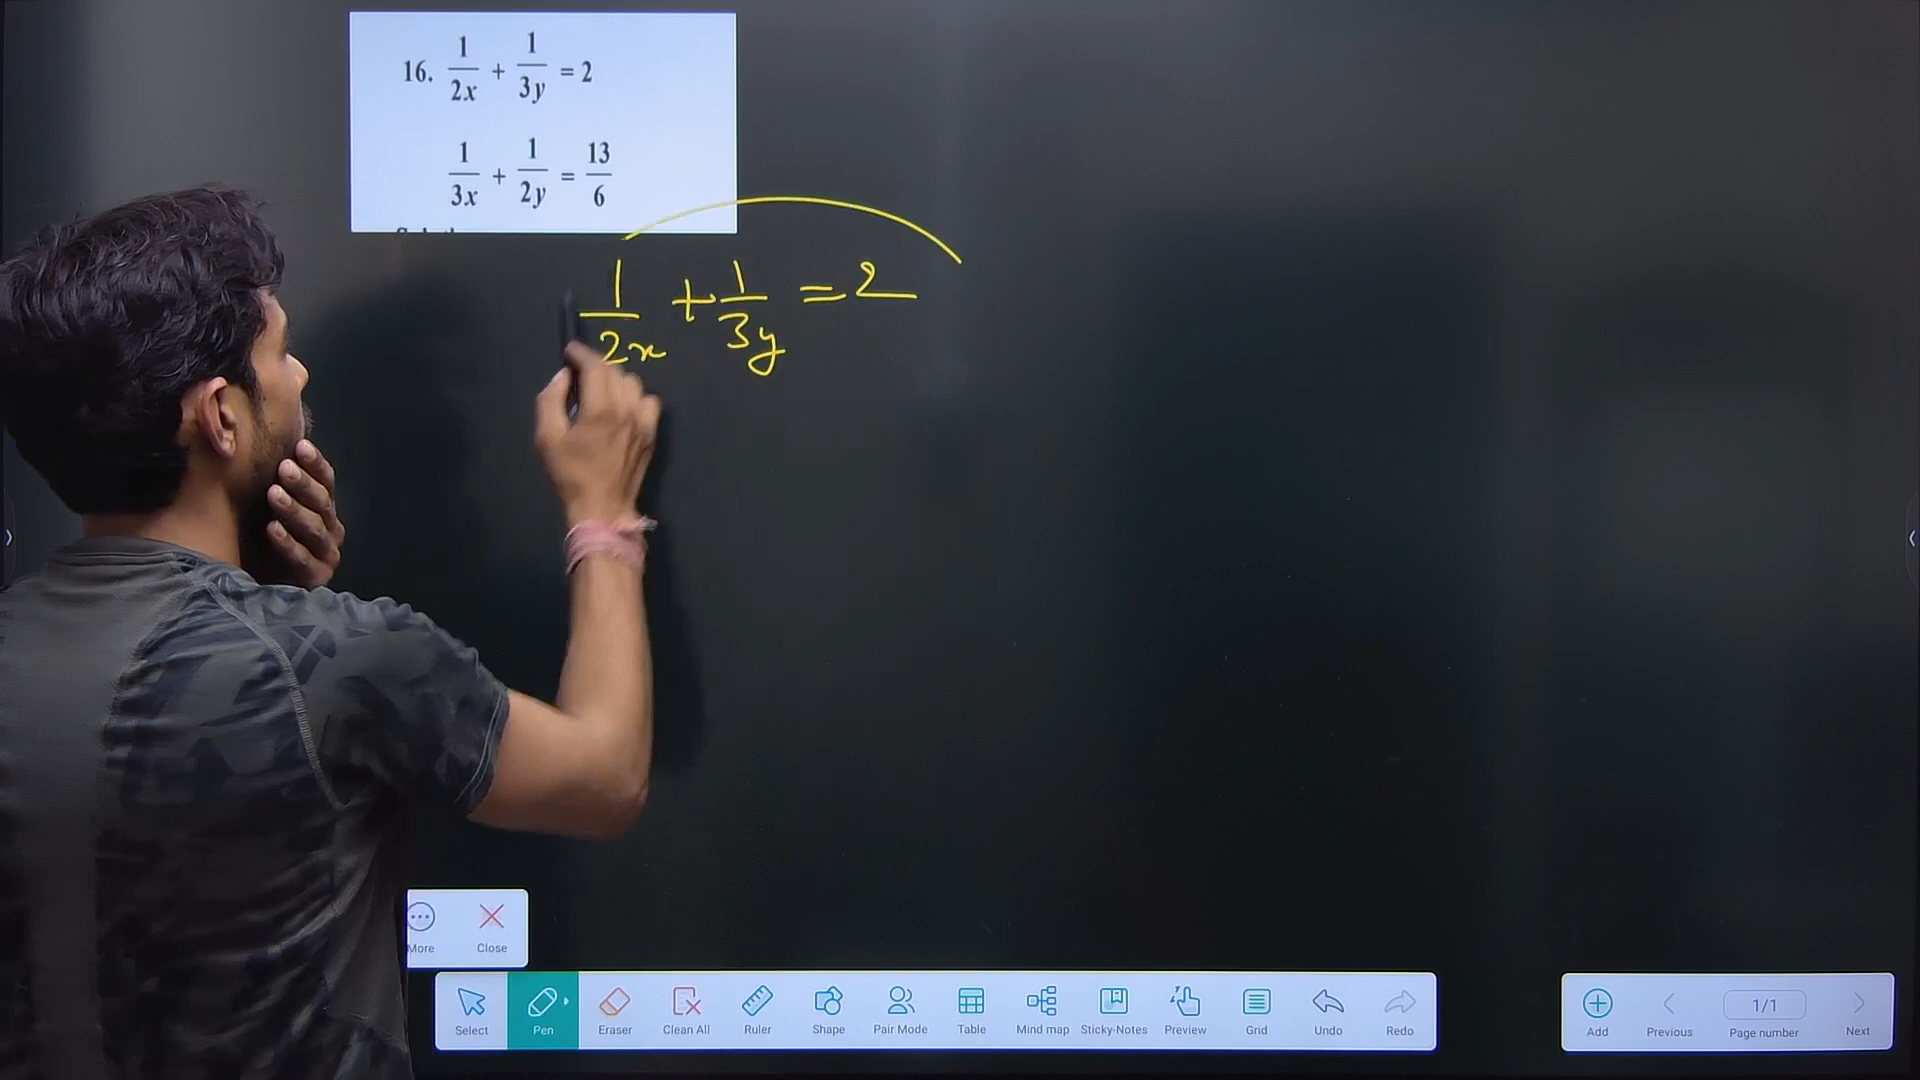 16. 1/2x + 1/3y = 2
1/3x + 1/2y = 13/6
1/2x + 1/3y = 2
More
Close
Select
Pen
Eraser
Clean All
Ruler
Shape
Pair Mode
Table
Mind map
Sticky-Notes
Preview
Grid
Undo
Redo
Add
Previous
1/1
Page number
Next